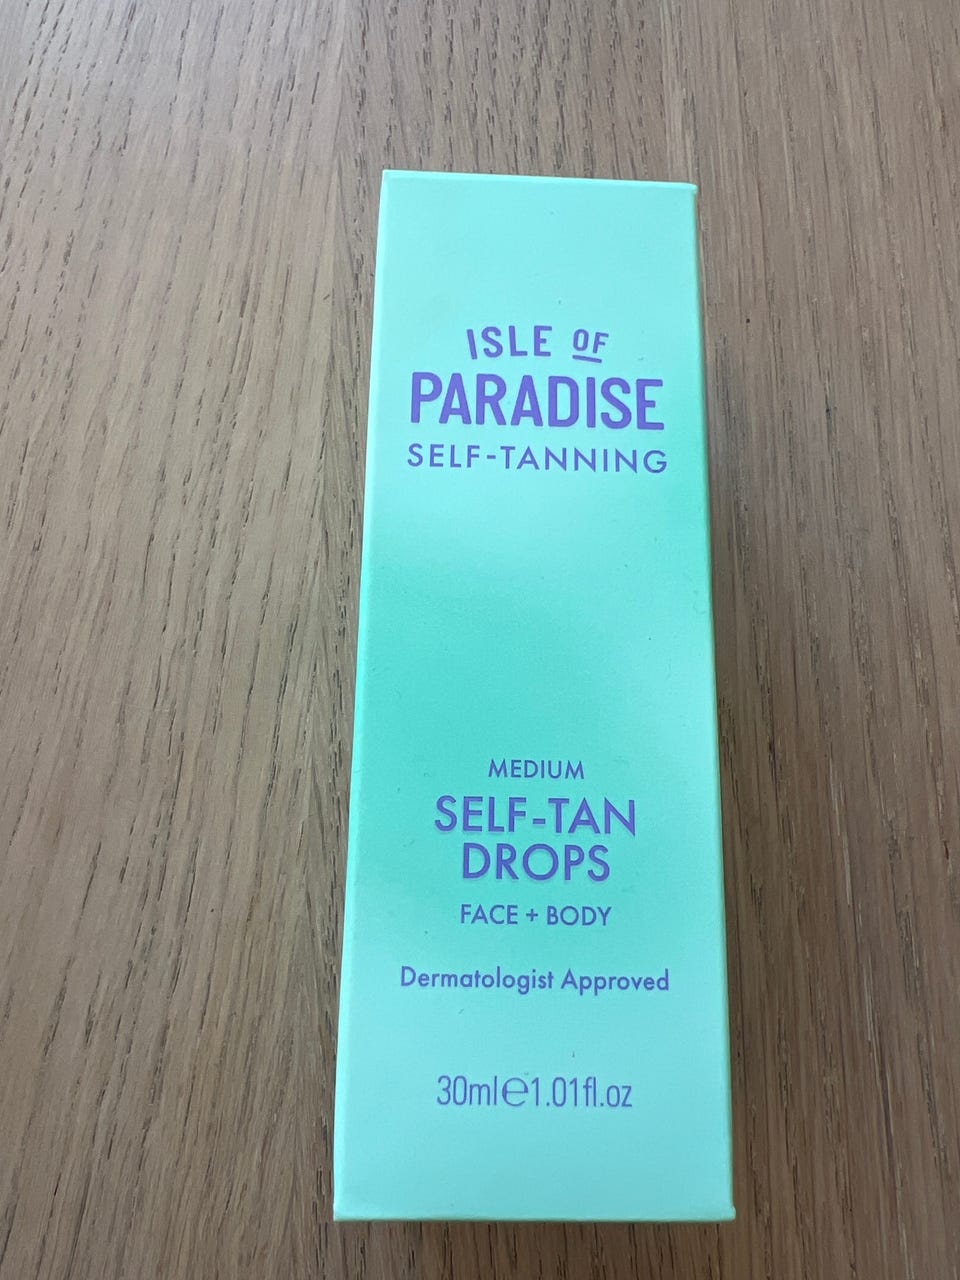 ISLE OF
PARADISE
SELF-TANNING
MEDIUM
SELF-TAN
DROPS
FACE + BODY
Dermatologist Approved
30ml℮1.01fl.oz